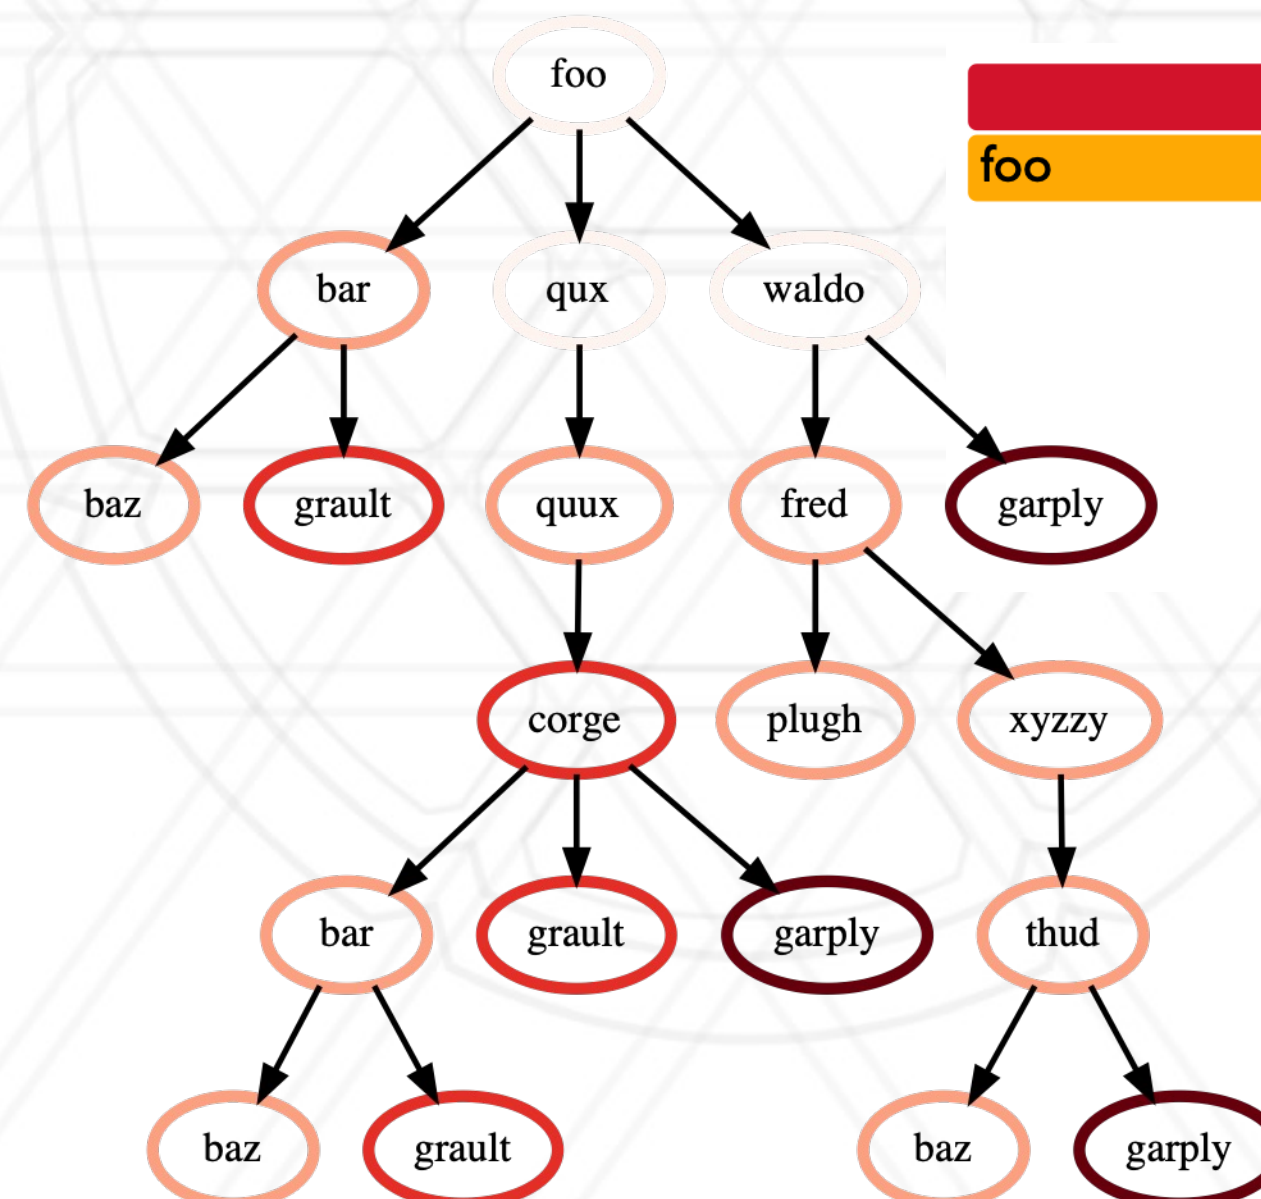 foo
foo
bar qux waldo
baz grault quux fred garply
corge plugh xyzzy
bar grault garply thud
baz grault baz garply